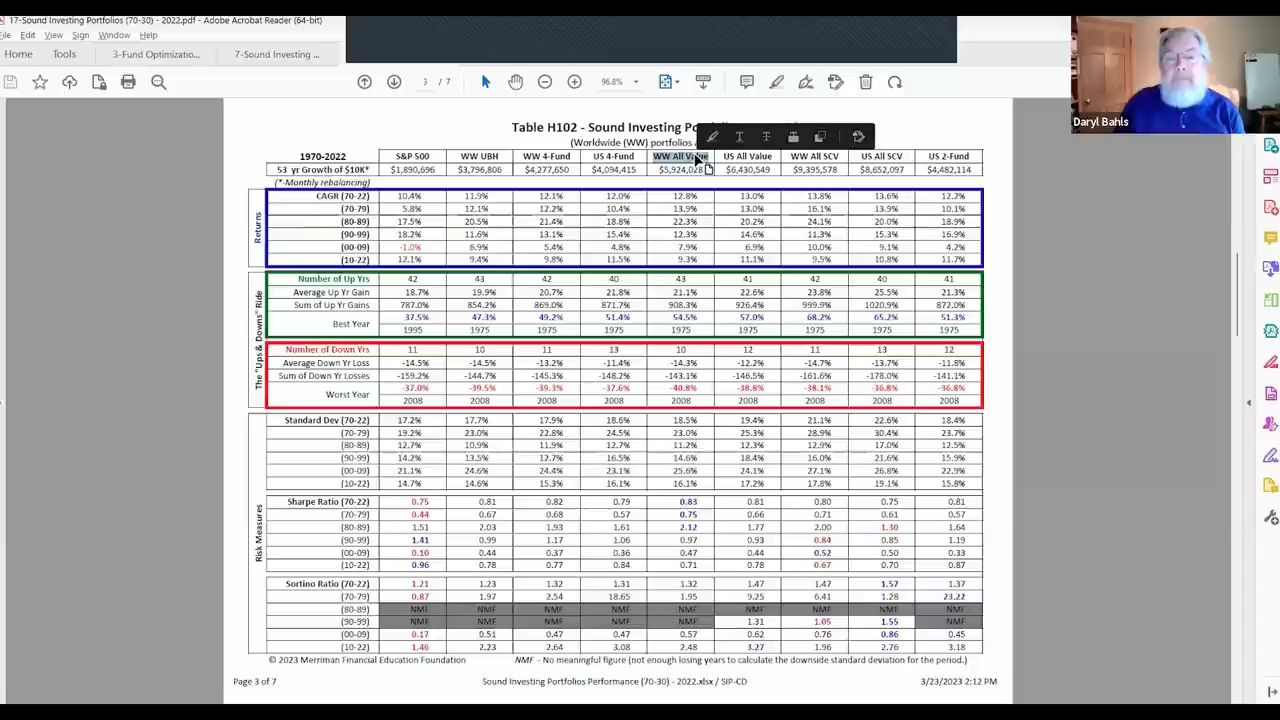 17-Sound Investing Portfolios (70-30) - 2022.pdf - Adobe Acrobat Reader (64-bit)
File Edit View Sign Window Help
Home Tools 3-Fund Optimizatio... 7-Sound Investing ...
3 / 7 96.8%
Daryl Bahls
Table H102 - Sound Investing
(Worldwide (WW) portfolios
1970-2022 S&P 500 WW UBH WW 4-Fund US 4-Fund WW All Value US All Value WW All SCV US All SCV US 2-Fund
53 yr Growth of $10K* $1,890,696 $3,796,806 $4,277,650 $4,094,415 $5,924,028 $6,430,549 $9,395,578 $8,652,097 $4,482,114
(*-Monthly rebalancing)
Returns
CAGR (70-22) 10.4% 11.9% 12.1% 12.0% 12.8% 13.0% 13.8% 13.6% 12.2%
(70-79) 5.8% 12.1% 12.2% 10.4% 13.9% 13.0% 16.1% 13.9% 10.1%
(80-89) 17.5% 20.5% 21.4% 18.8% 22.3% 20.2% 24.1% 20.0% 18.9%
(90-99) 18.2% 11.6% 13.1% 15.4% 12.3% 14.6% 11.3% 15.3% 16.9%
(00-09) -1.0% 6.9% 5.4% 4.8% 7.9% 6.9% 10.0% 9.1% 4.2%
(10-22) 12.1% 9.4% 9.8% 11.5% 9.3% 11.1% 9.5% 10.8% 11.7%
The "Ups & Downs" Ride
Number of Up Yrs 42 43 42 40 43 41 42 40 41
Average Up Yr Gain 18.7% 19.9% 20.7% 21.8% 21.1% 22.6% 23.8% 25.5% 21.3%
Sum of Up Yr Gains 787.0% 854.2% 869.0% 871.7% 908.3% 926.4% 999.9% 1020.9% 872.0%
Best Year 37.5% 47.3% 49.2% 51.4% 54.5% 57.0% 68.2% 65.2% 51.3%
1995 1975 1975 1975 1975 1975 1975 1975 1975
Number of Down Yrs 11 10 11 13 10 12 11 13 12
Average Down Yr Loss -14.5% -14.5% -13.2% -11.4% -14.3% -12.2% -14.7% -13.7% -11.8%
Sum of Down Yr Losses -159.2% -144.7% -145.3% -148.2% -143.1% -146.5% -161.6% -178.0% -141.1%
Worst Year -37.0% -39.5% -39.3% -37.6% -40.8% -38.8% -38.1% -36.8% -36.8%
2008 2008 2008 2008 2008 2008 2008 2008 2008
Risk Measures
Standard Dev (70-22) 17.2% 17.7% 17.9% 18.6% 18.5% 19.4% 21.1% 22.6% 18.4%
(70-79) 19.2% 23.0% 22.8% 24.5% 23.0% 25.3% 28.9% 30.4% 23.7%
(80-89) 12.7% 10.9% 11.9% 12.7% 11.2% 12.3% 12.9% 17.0% 12.5%
(90-99) 14.2% 13.5% 12.7% 16.5% 14.6% 18.4% 16.0% 21.6% 15.9%
(00-09) 21.1% 24.6% 24.4% 23.1% 25.6% 24.1% 27.1% 26.8% 22.9%
(10-22) 14.7% 14.6% 15.3% 16.1% 16.1% 17.2% 17.8% 19.1% 15.8%
Sharpe Ratio (70-22) 0.75 0.81 0.82 0.79 0.83 0.81 0.80 0.75 0.81
(70-79) 0.44 0.67 0.68 0.57 0.75 0.66 0.71 0.61 0.57
(80-89) 1.51 2.03 1.93 1.61 2.12 1.77 2.00 1.30 1.64
(90-99) 1.41 0.99 1.17 1.06 0.97 0.93 0.84 0.85 1.19
(00-09) 0.10 0.44 0.37 0.36 0.47 0.44 0.52 0.50 0.33
(10-22) 0.96 0.78 0.77 0.84 0.71 0.78 0.67 0.70 0.87
Sortino Ratio (70-22) 1.21 1.23 1.32 1.31 1.32 1.47 1.47 1.57 1.37
(70-79) 0.87 1.97 2.54 18.65 1.95 9.25 6.41 1.28 23.22
(80-89) NMF NMF NMF NMF NMF NMF NMF NMF NMF
(90-99) NMF NMF NMF NMF NMF 1.31 1.05 1.55 NMF
(00-09) 0.17 0.51 0.47 0.47 0.57 0.62 0.76 0.86 0.45
(10-22) 1.46 2.23 2.64 3.08 2.48 3.27 1.96 2.76 3.18
© 2023 Merriman Financial Education Foundation NMF - No meaningful figure (not enough losing years to calculate the downside standard deviation for the period.)
Page 3 of 7 Sound Investing Portfolios Performance (70-30) - 2022.xlsx / SIP-CD 3/23/2023 2:12 PM